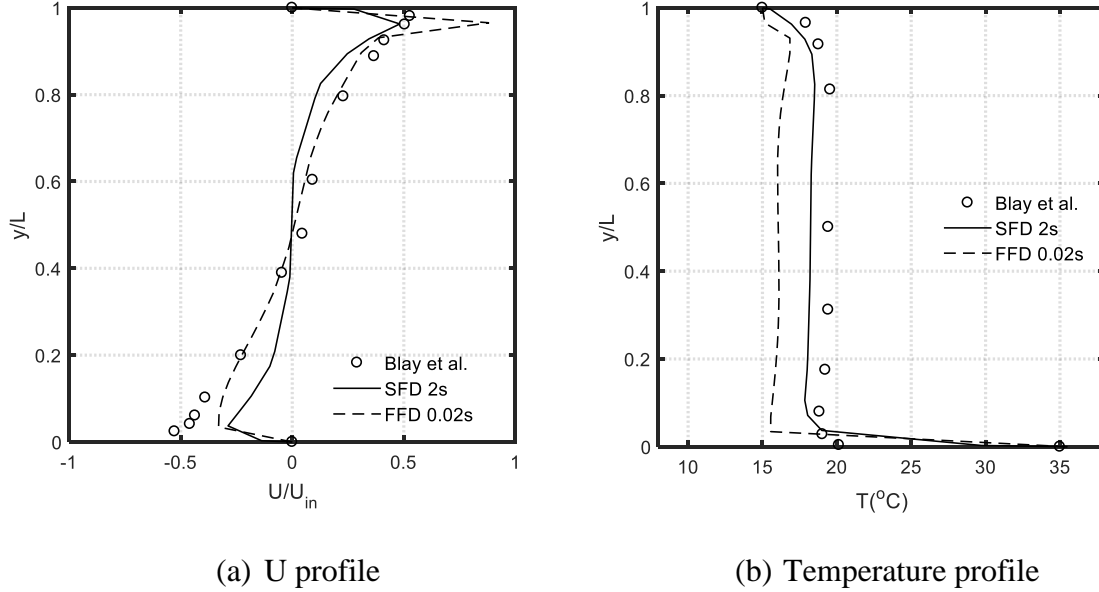 1
0.8
0.6
0.4
0.2
0
-1
-0.5
0
0.5
1
y/L
U/U_in
Blay et al.
SFD 2s
FFD 0.02s
(a) U profile
1
0.8
0.6
0.4
0.2
0
10
15
20
25
30
35
y/L
T(°C)
Blay et al.
SFD 2s
FFD 0.02s
(b) Temperature profile